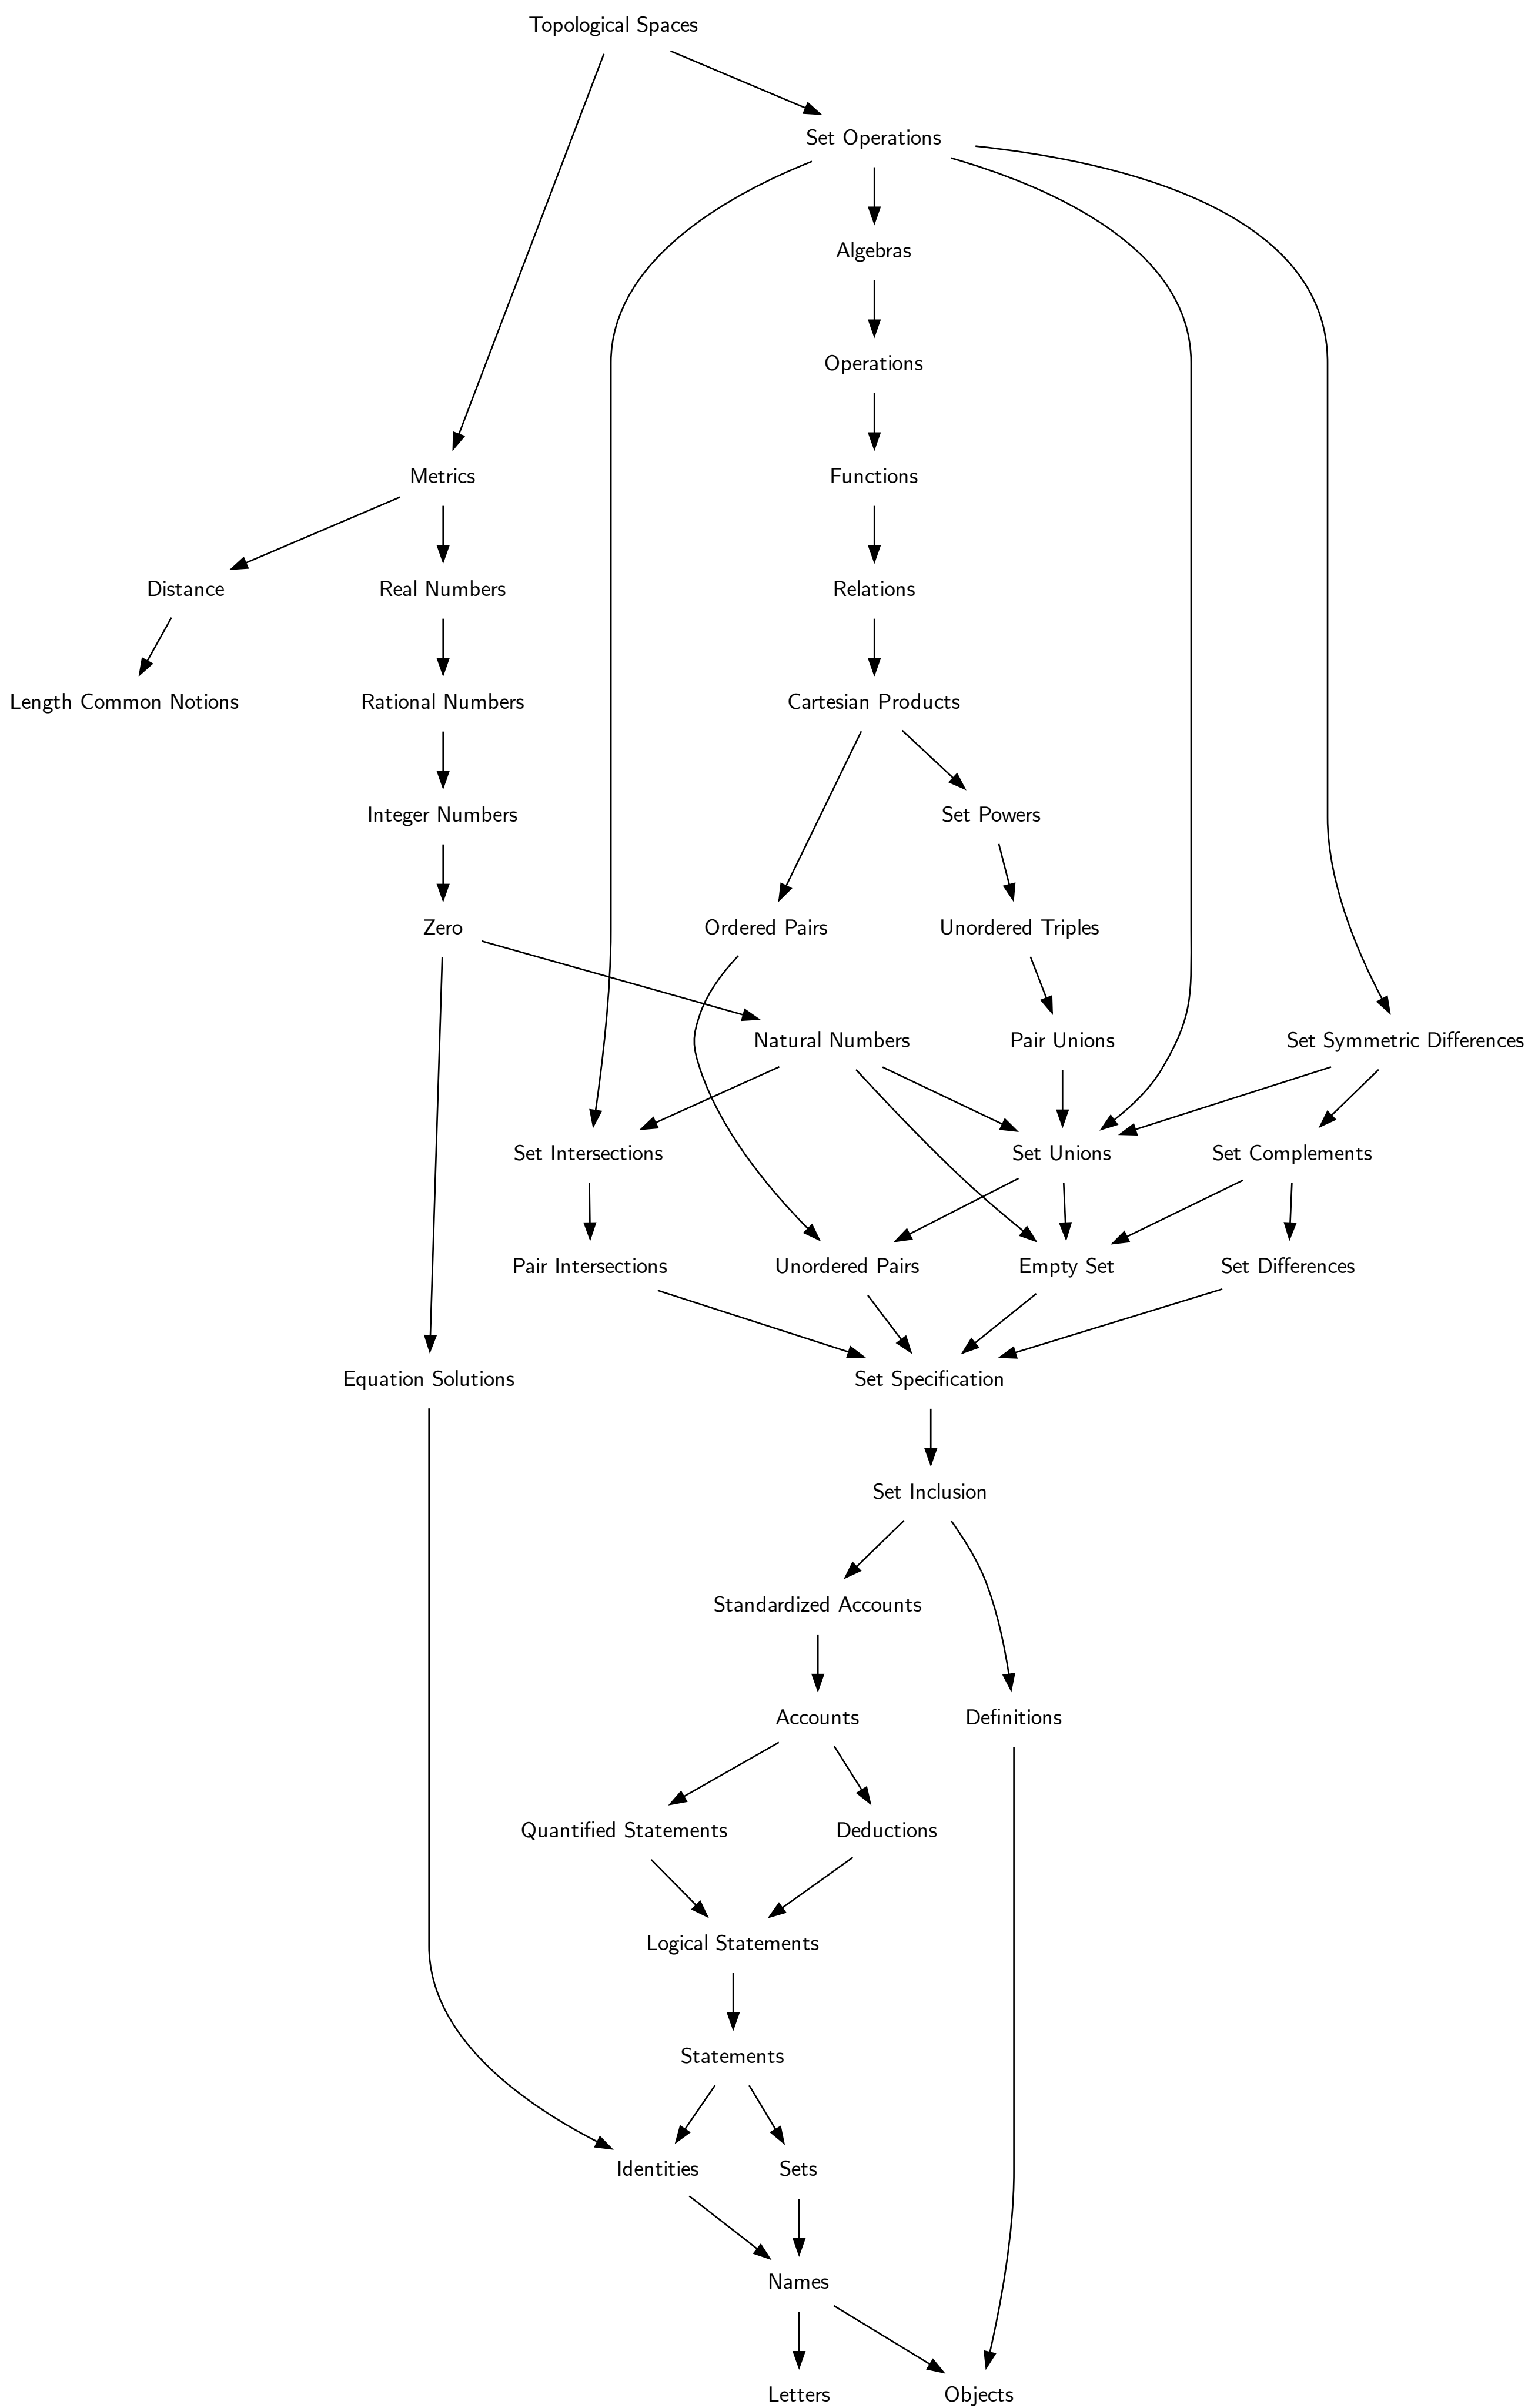 Topological Spaces
Set Operations
Algebras
Operations
Metrics
Functions
Distance
Real Numbers
Relations
Length Common Notions
Rational Numbers
Cartesian Products
Integer Numbers
Set Powers
Zero
Ordered Pairs
Unordered Triples
Natural Numbers
Pair Unions
Set Symmetric Differences
Set Intersections
Set Unions
Set Complements
Pair Intersections
Unordered Pairs
Empty Set
Set Differences
Equation Solutions
Set Specification
Set Inclusion
Standardized Accounts
Accounts
Definitions
Quantified Statements
Deductions
Logical Statements
Statements
Identities
Sets
Names
Letters
Objects